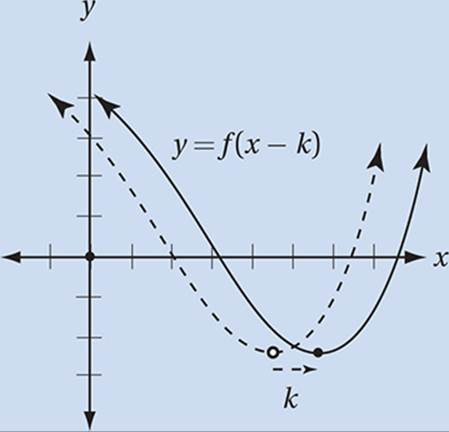 y
y = f(x − k)
x
k